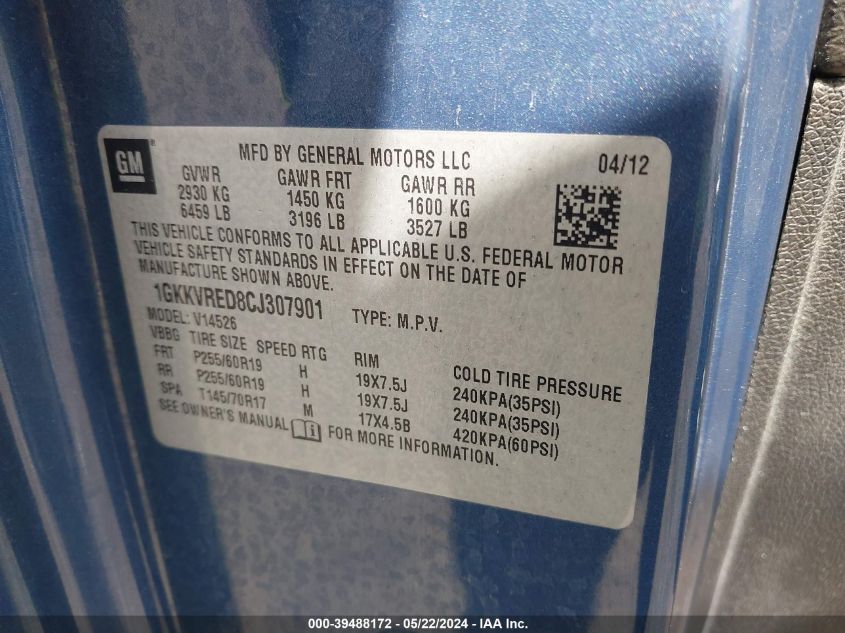 GM
MFD BY GENERAL MOTORS LLC 04/12
GVWR GAWR FRT GAWR RR
2930 KG 1450 KG 1600 KG
6459 LB 3196 LB 3527 LB
THIS VEHICLE CONFORMS TO ALL APPLICABLE U.S. FEDERAL MOTOR
VEHICLE SAFETY STANDARDS IN EFFECT ON THE DATE OF
MANUFACTURE SHOWN ABOVE.
1GKKVRED8CJ307901 TYPE: M.P.V.
MODEL: V14526
VBBG TIRE SIZE SPEED RTG RIM COLD TIRE PRESSURE
FRT P255/60R19 H 19X7.5J 240KPA(35PSI)
RR P255/60R19 H 19X7.5J 240KPA(35PSI)
SPA T145/70R17 M 17X4.5B 420KPA(60PSI)
SEE OWNER'S MANUAL FOR MORE INFORMATION.
000-39488172 - 05/22/2024 - IAA Inc.